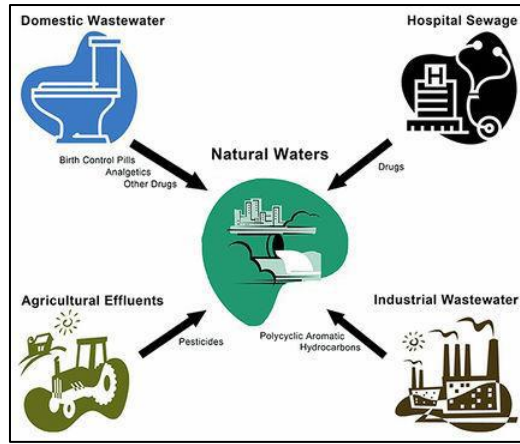 Domestic Wastewater
Hospital Sewage
Birth Control Pills
Analgetics
Other Drugs
Natural Waters
Drugs
H
Agricultural Effluents
Pesticides
Polycyclic Aromatic
Hydrocarbons
Industrial Wastewater